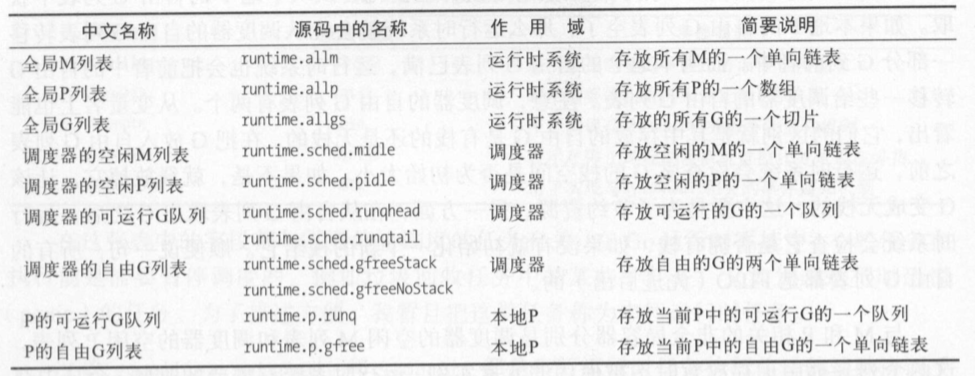 中文名称 源码中的名称 作用域 简要说明
全局M列表 runtime.allm 运行时系统 存放所有M的一个单向链表
全局P列表 runtime.allp 运行时系统 存放所有P的一个数组
全局G列表 runtime.allgs 运行时系统 存放的所有G的一个切片
调度器的空闲M列表 runtime.sched.midle 调度器 存放空闲的M的一个单向链表
调度器的空闲P列表 runtime.sched.pidle 调度器 存放空闲的P的一个单向链表
调度器的可运行G队列 runtime.sched.runqhead 调度器 存放可运行的G的一个队列
runtime.sched.runqtail
调度器的自由G列表 runtime.sched.gfreeStack 调度器 存放自由的G的两个单向链表
runtime.sched.gfreeNoStack
P的可运行G队列 runtime.p.runq 本地P 存放当前P中的可运行G的一个队列
P的自由G列表 runtime.p.gfree 本地P 存放当前P中的自由G的一个单向链表